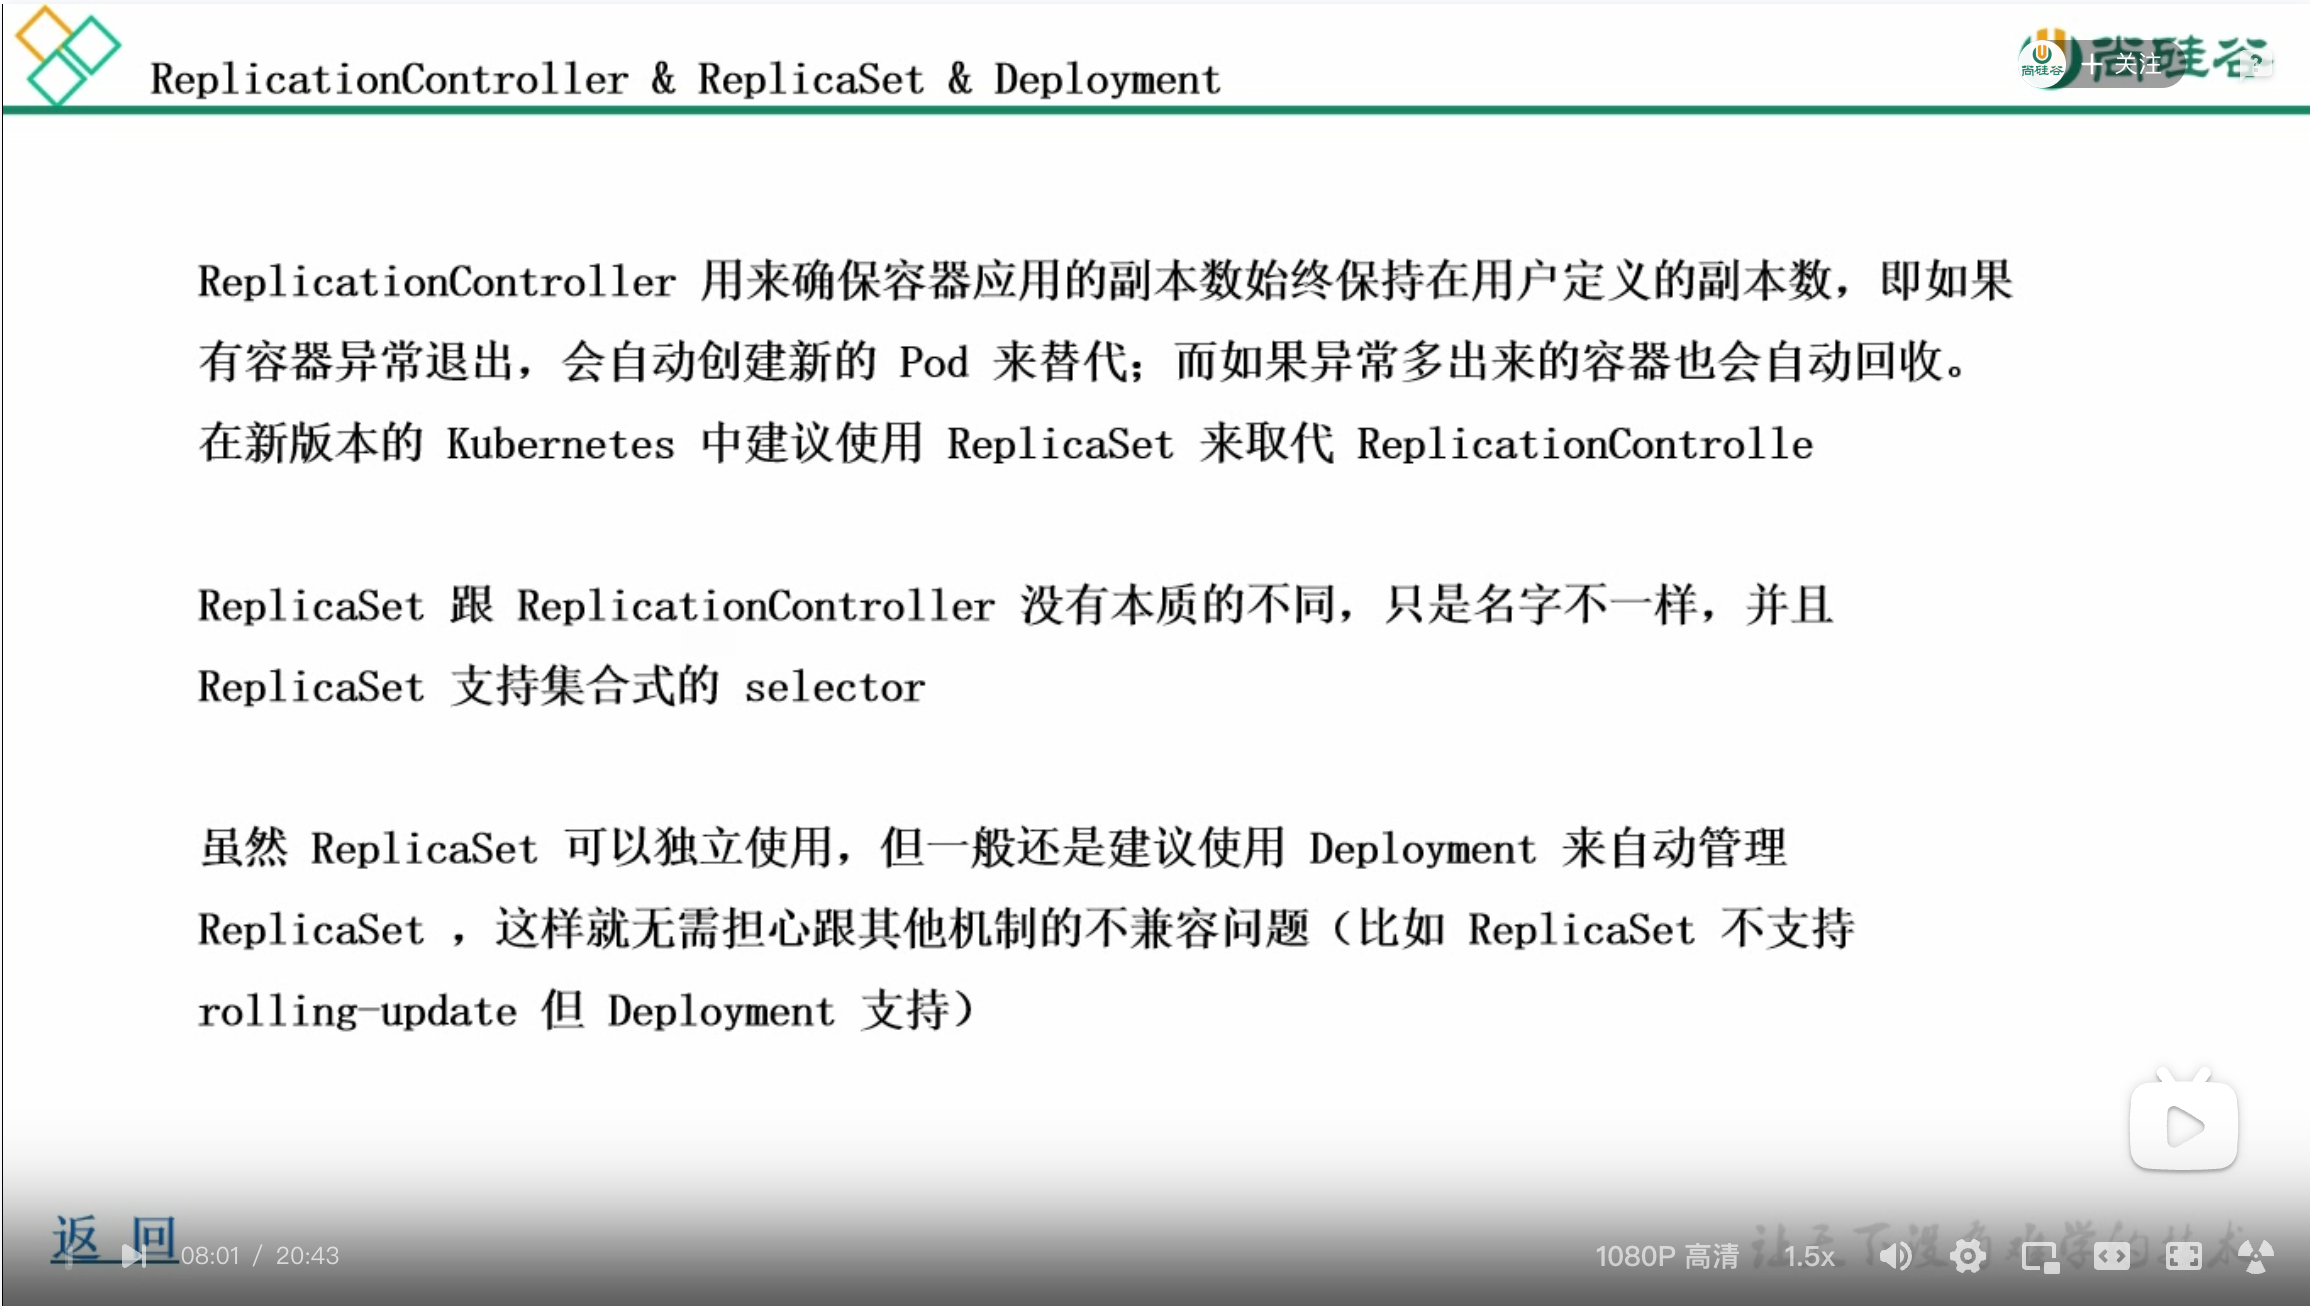 ReplicationController & ReplicaSet & Deployment
尚硅谷
尚硅谷
+ 关注
?
ReplicationController 用来确保容器应用的副本数始终保持在用户定义的副本数，即如果
有容器异常退出，会自动创建新的 Pod 来替代；而如果异常多出来的容器也会自动回收。
在新版本的 Kubernetes 中建议使用 ReplicaSet 来取代 ReplicationControlle
ReplicaSet 跟 ReplicationController 没有本质的不同，只是名字不一样，并且
ReplicaSet 支持集合式的 selector
虽然 ReplicaSet 可以独立使用，但一般还是建议使用 Deployment 来自动管理
ReplicaSet ，这样就无需担心跟其他机制的不兼容问题（比如 ReplicaSet 不支持
rolling-update 但 Deployment 支持）
返 回
08:01 / 20:43
1080P 高清
1.5x
让天下没有难学的技术